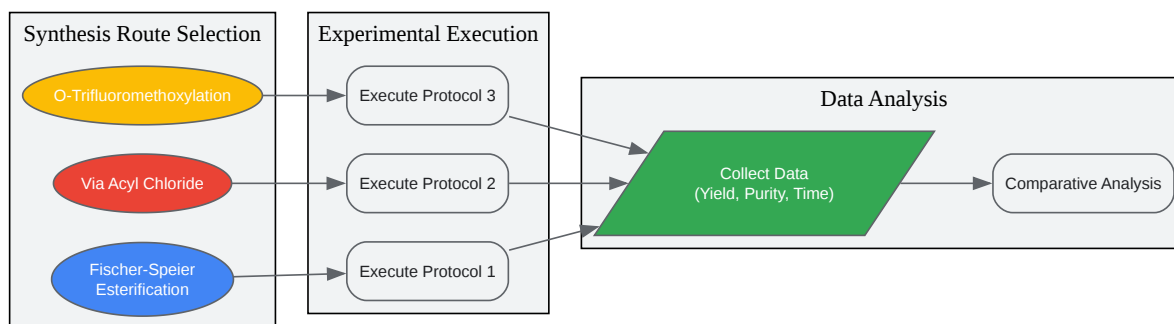 Synthesis Route Selection
O-Trifluoromethoxylation
Via Acyl Chloride
Fischer-Speier
Esterification
Experimental Execution
Execute Protocol 3
Execute Protocol 2
Execute Protocol 1
Data Analysis
Collect Data
(Yield, Purity, Time)
Comparative Analysis